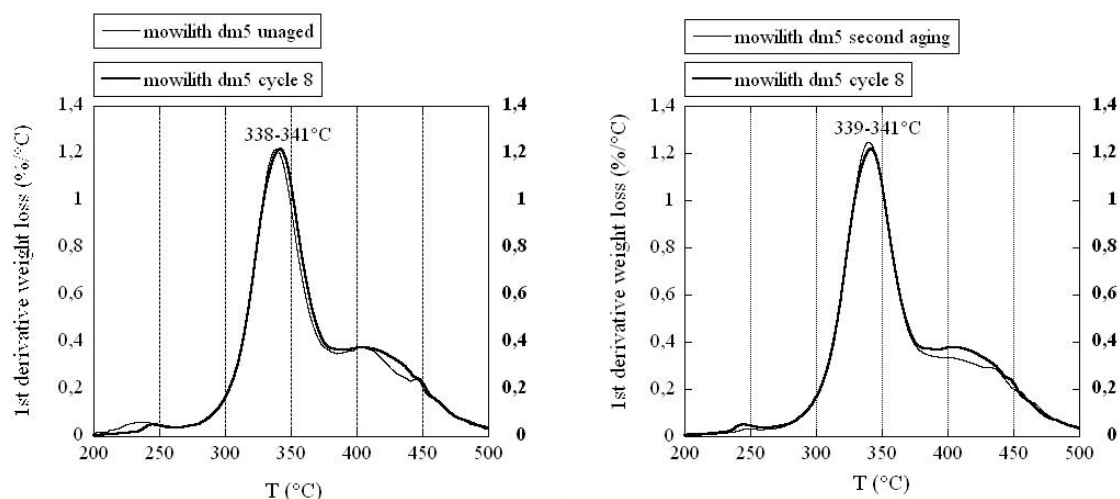 mowilith dm5 unaged
mowilith dm5 cycle 8
1,4
1,2
1
0,8
0,6
0,4
0,2
0
1st derivative weight loss (%/°C)
338-341°C
1,4
1,2
1
0,8
0,6
0,4
0,2
0
200 250 300 350 400 450 500
T (°C)
mowilith dm5 second aging
mowilith dm5 cycle 8
1,4
1,2
1
0,8
0,6
0,4
0,2
0
1st derivative weight loss (%/°C)
339-341°C
1,4
1,2
1
0,8
0,6
0,4
0,2
0
200 250 300 350 400 450 500
T (°C)